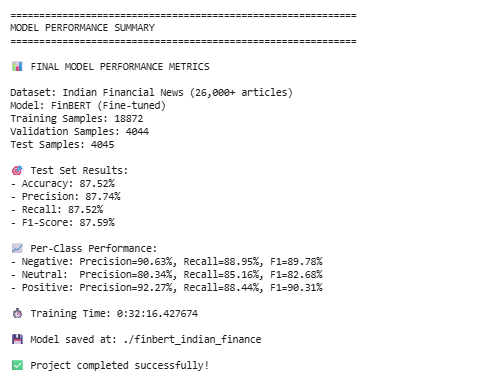 ============================================================
MODEL PERFORMANCE SUMMARY
============================================================
📊 FINAL MODEL PERFORMANCE METRICS
Dataset: Indian Financial News (26,000+ articles)
Model: FinBERT (Fine-tuned)
Training Samples: 18872
Validation Samples: 4044
Test Samples: 4045
🎯 Test Set Results:
- Accuracy: 87.52%
- Precision: 87.74%
- Recall: 87.52%
- F1-Score: 87.59%
📈 Per-Class Performance:
- Negative: Precision=90.63%, Recall=88.95%, F1=89.78%
- Neutral:  Precision=80.34%, Recall=85.16%, F1=82.68%
- Positive: Precision=92.27%, Recall=88.44%, F1=90.31%
⏱️ Training Time: 0:32:16.427674
💾 Model saved at: ./finbert_indian_finance
✅ Project completed successfully!